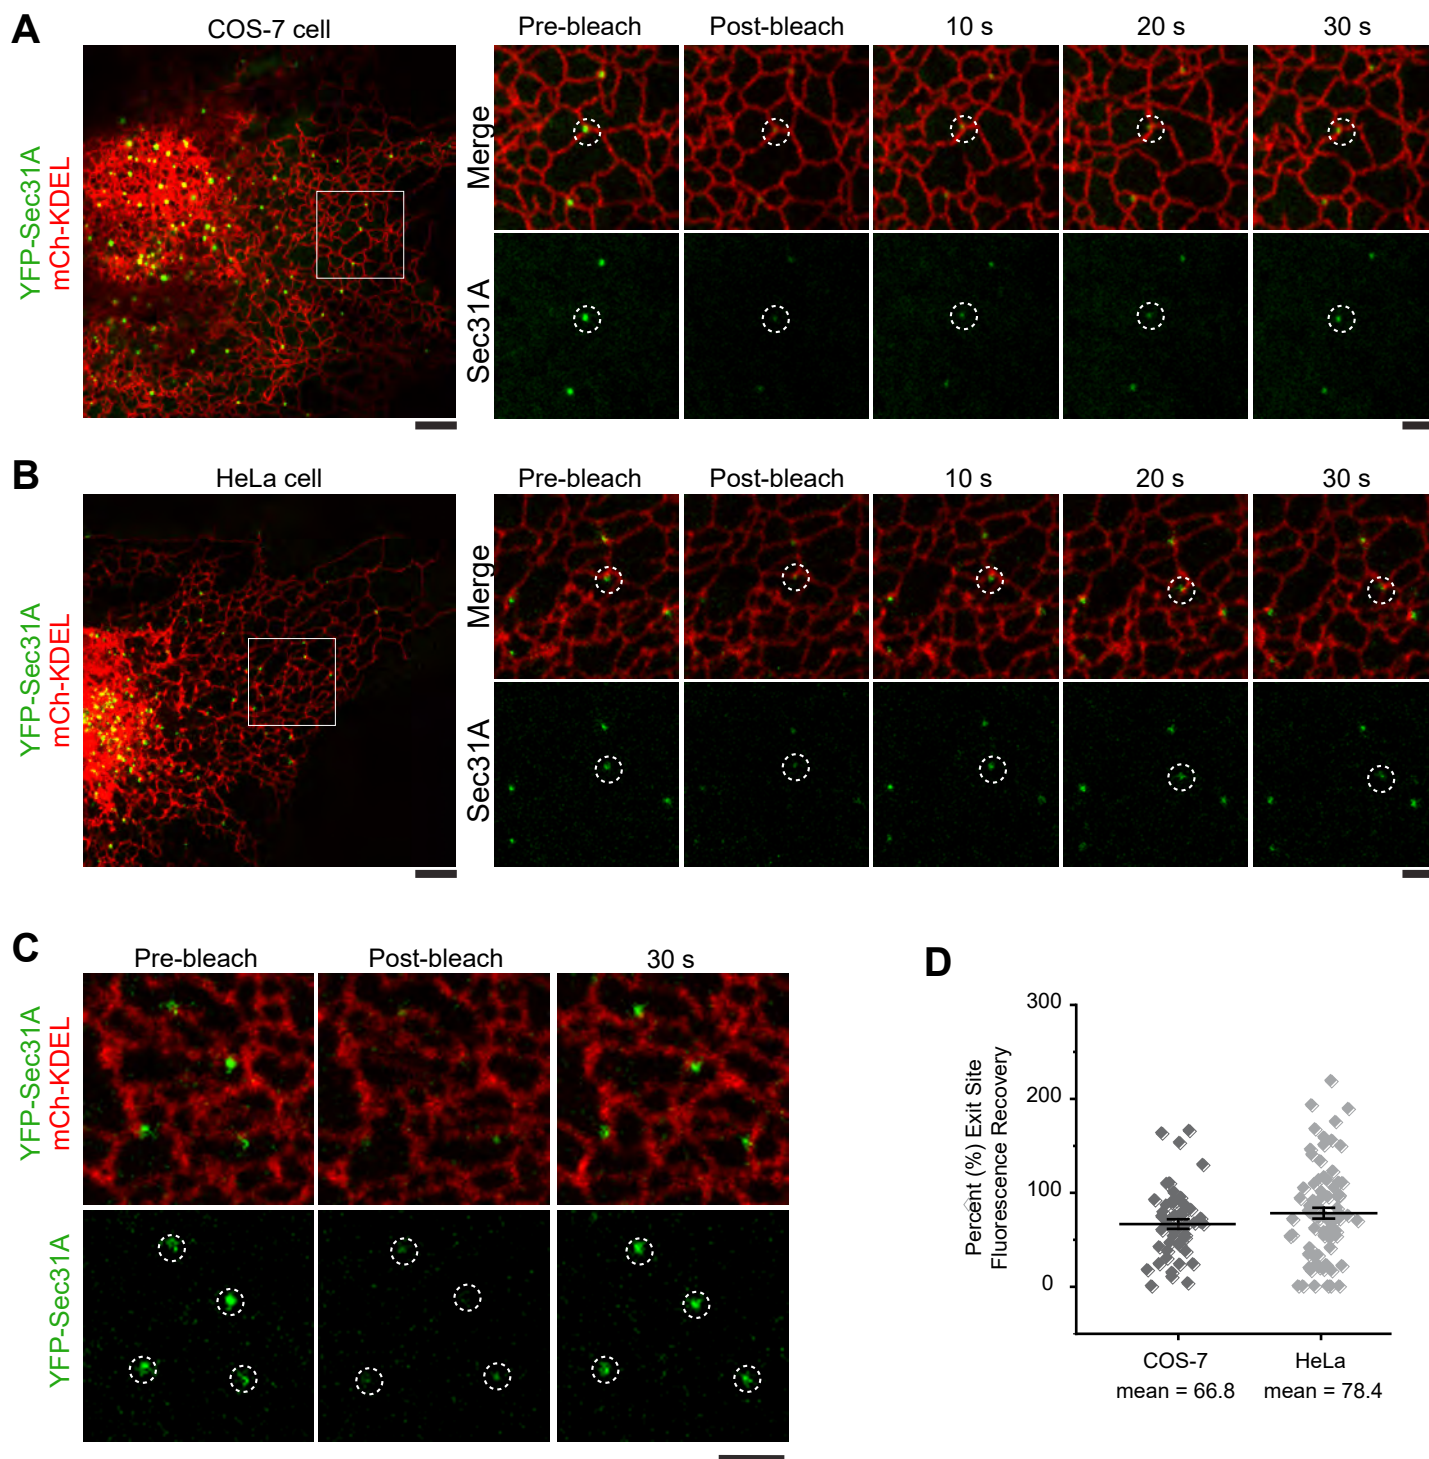 A
COS-7 cell
Pre-bleach
Post-bleach
10 s
20 s
30 s
YFP-Sec31A
mCh-KDEL
Merge
Sec31A
B
HeLa cell
Pre-bleach
Post-bleach
10 s
20 s
30 s
YFP-Sec31A
mCh-KDEL
Merge
Sec31A
C
Pre-bleach
Post-bleach
30 s
YFP-Sec31A
mCh-KDEL
YFP-Sec31A
D
Percent (%) Exit Site
Fluorescence Recovery
300
200
100
0
COS-7
HeLa
mean = 66.8
mean = 78.4